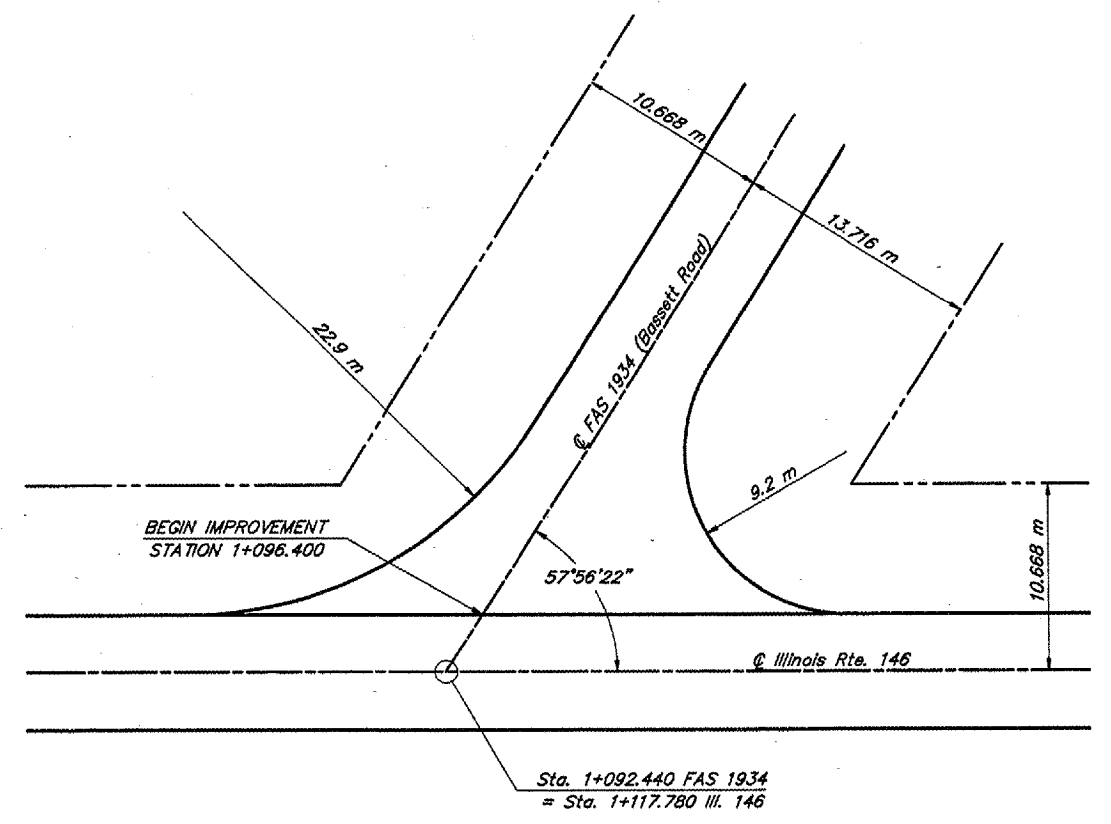 10.668 m
13.716 m
22.9 m
℄ FAS 1934 (Bassett Road)
9.2 m
BEGIN IMPROVEMENT
STATION 1+096.400
57°56'22"
10.668 m
℄ Illinois Rte. 146
Sta. 1+092.440 FAS 1934
= Sta. 1+117.780 Ill. 146